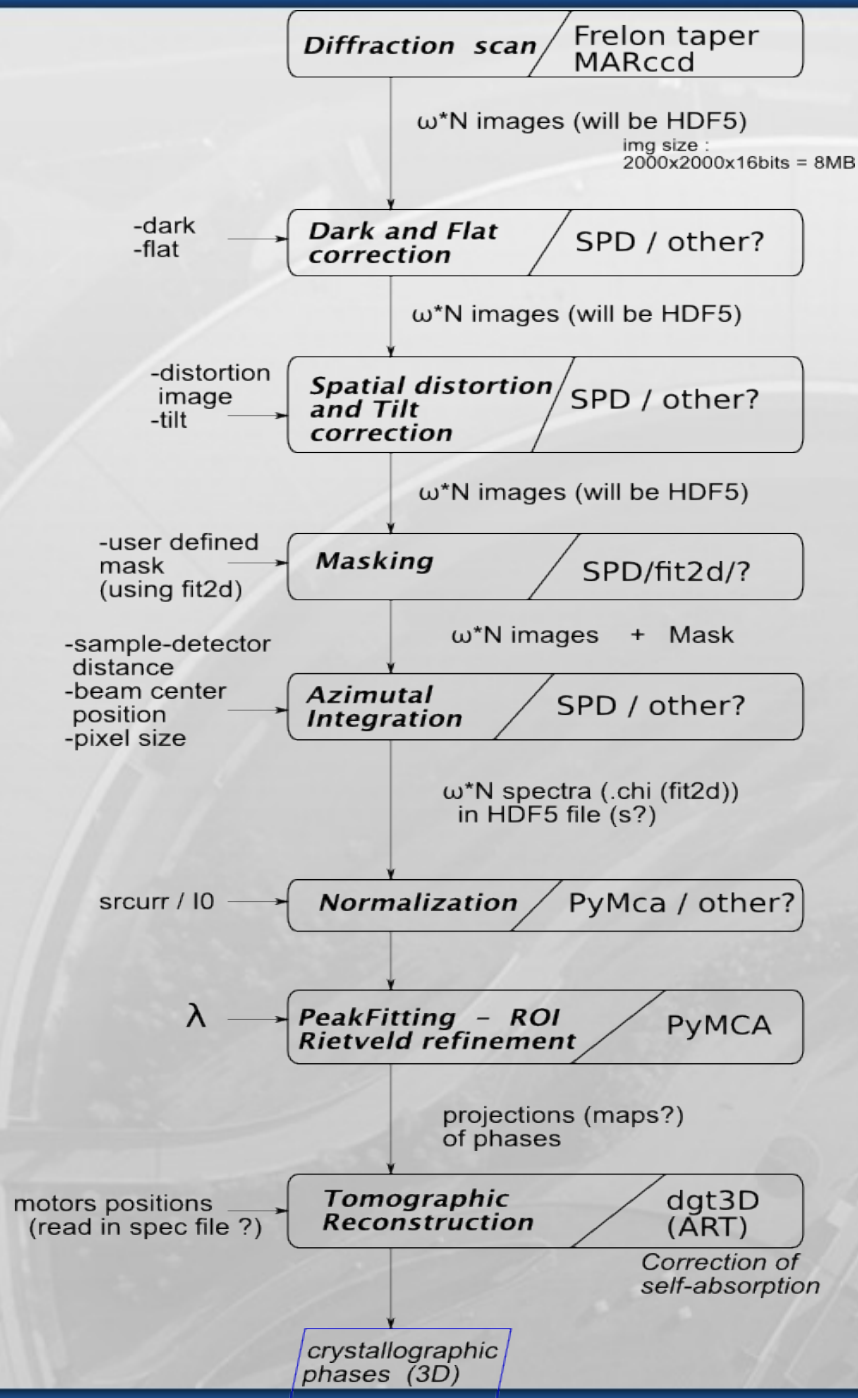 Diffraction scan
Frelon taper
MARccd
ω*N images (will be HDF5)
img size :
2000x2000x16bits = 8MB
-dark
-flat
Dark and Flat
correction
SPD / other?
ω*N images (will be HDF5)
-distortion
image
-tilt
Spatial distortion
and Tilt
correction
SPD / other?
ω*N images (will be HDF5)
-user defined
mask
(using fit2d)
Masking
SPD/fit2d/?
ω*N images + Mask
-sample-detector
distance
-beam center
position
-pixel size
Azimutal
Integration
SPD / other?
ω*N spectra (.chi (fit2d))
in HDF5 file (s?)
srcurr / I0
Normalization
PyMca / other?
λ
PeakFitting – ROI
Rietveld refinement
PyMCA
projections (maps?)
of phases
motors positions
(read in spec file ?)
Tomographic
Reconstruction
dgt3D
(ART)
Correction of
self-absorption
crystallographic
phases (3D)